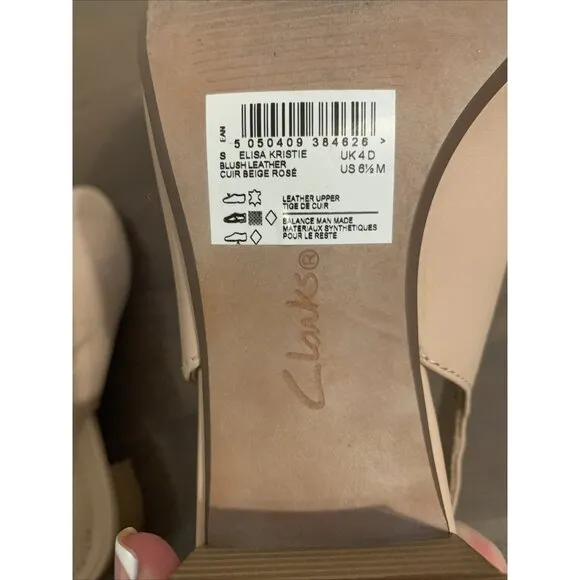 EAN
5 050409 384626 >
S ELISA KRISTIE UK 4 D
BLUSH LEATHER US 6½ M
CUIR BEIGE ROSÉ
LEATHER UPPER
TIGE DE CUIR
BALANCE MAN MADE
MATERIAUX SYNTHETIQUES
POUR LE RESTE
Clarks®